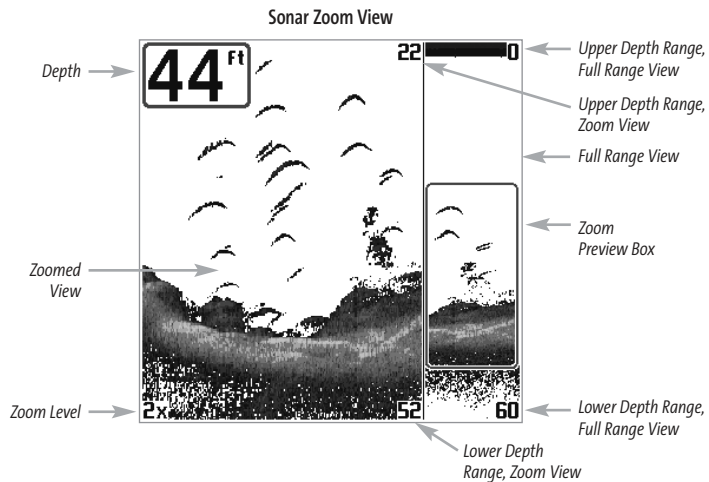 Sonar Zoom View
44 Ft
22
0
Depth
Upper Depth Range,
Full Range View
Upper Depth Range,
Zoom View
Full Range View
Zoom
Preview Box
Zoomed
View
Zoom Level
2x
52
60
Lower Depth Range,
Full Range View
Lower Depth
Range, Zoom View